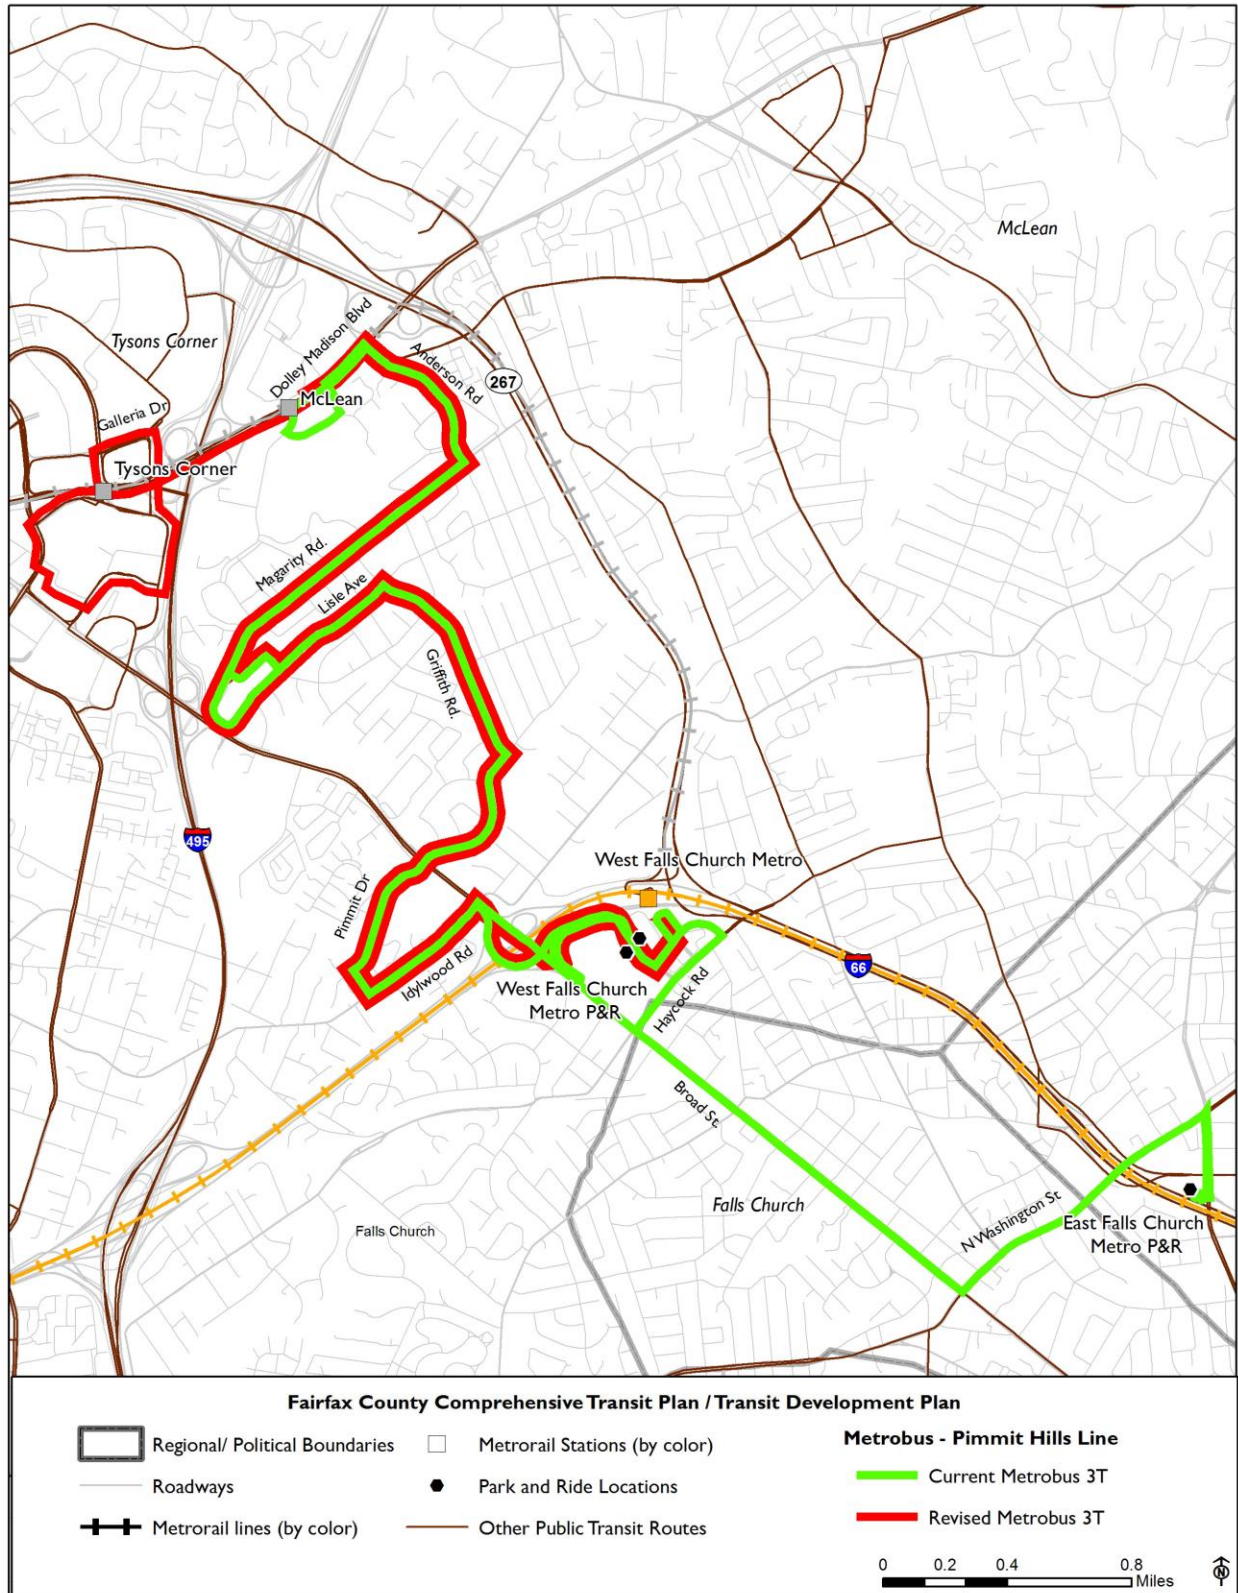 McLean
Tysons Corner
Dolley Madison Blvd
Anderson Rd
267
McLean
Galleria Dr
Tysons Corner
Magarity Rd.
Lisle Ave
Griffith Rd.
495
West Falls Church Metro
Pimmit Dr
Idylwood Rd
66
West Falls Church
Metro P&R
Haycock Rd
Broad St.
Falls Church
N Washington St
East Falls Church
Metro P&R
Falls Church
Fairfax County Comprehensive Transit Plan / Transit Development Plan
Regional/ Political Boundaries
Metrorail Stations (by color)
Metrobus - Pimmit Hills Line
Roadways
Park and Ride Locations
Current Metrobus 3T
Metrorail lines (by color)
Other Public Transit Routes
Revised Metrobus 3T
0 0.2 0.4 0.8
Miles
N